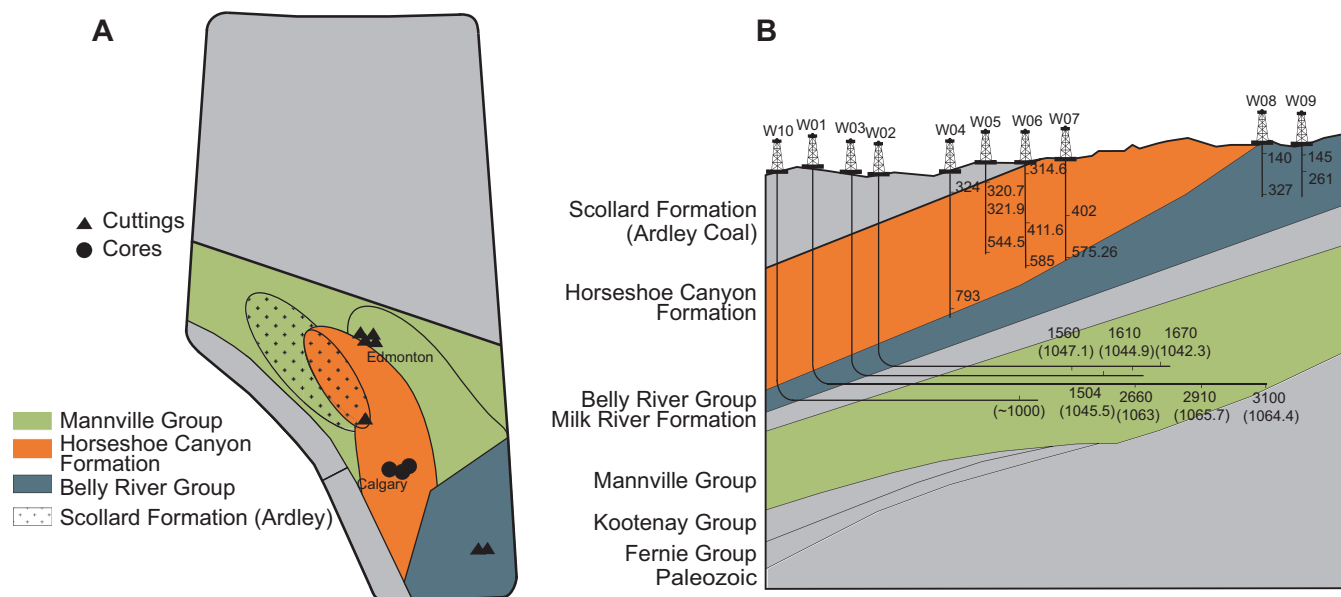 A
Cuttings
Cores
Edmonton
Calgary
Mannville Group
Horseshoe Canyon
Formation
Belly River Group
Scollard Formation (Ardley)
B
W10
W01
W03
W02
W04
W05
W06
W07
W08
W09
Scollard Formation
(Ardley Coal)
Horseshoe Canyon
Formation
Belly River Group
Milk River Formation
Mannville Group
Kootenay Group
Fernie Group
Paleozoic
324
793
320.7
321.9
544.5
314.6
411.6
585
402
575.26
140
327
145
261
1560
(1047.1)
1610
(1044.9)
1670
(1042.3)
(~1000)
1504
(1045.5)
2660
(1063)
2910
(1065.7)
3100
(1064.4)